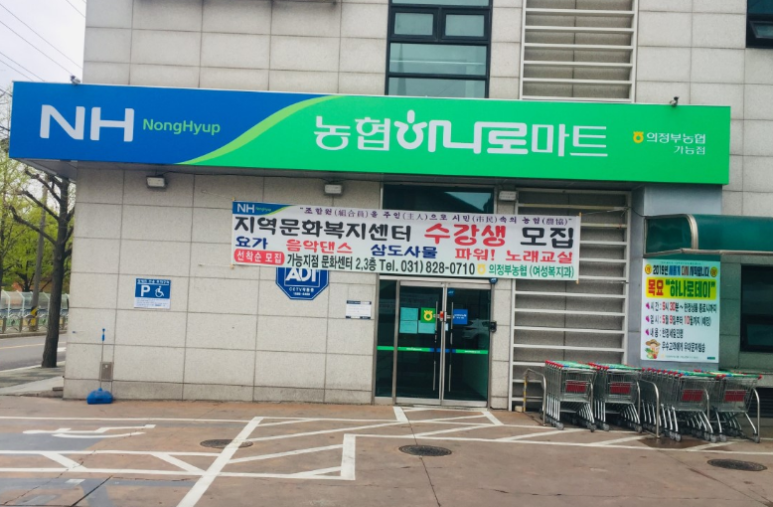 NH NongHyup 농협하나로마트 의정부농협
가능점
NH NongHyup
"조합원(組合員)을 주인(主人)으로 시민(市民)속의 농협(農協)"
지역문화복지센터 수강생 모집
요가 음악댄스 삼도사물 파워! 노래교실
선착순 모집 가능지점 문화센터 2,3층 Tel. 031) 828-0710 의정부농협 (여성복지과)
ADT
목요 "하나로데이"